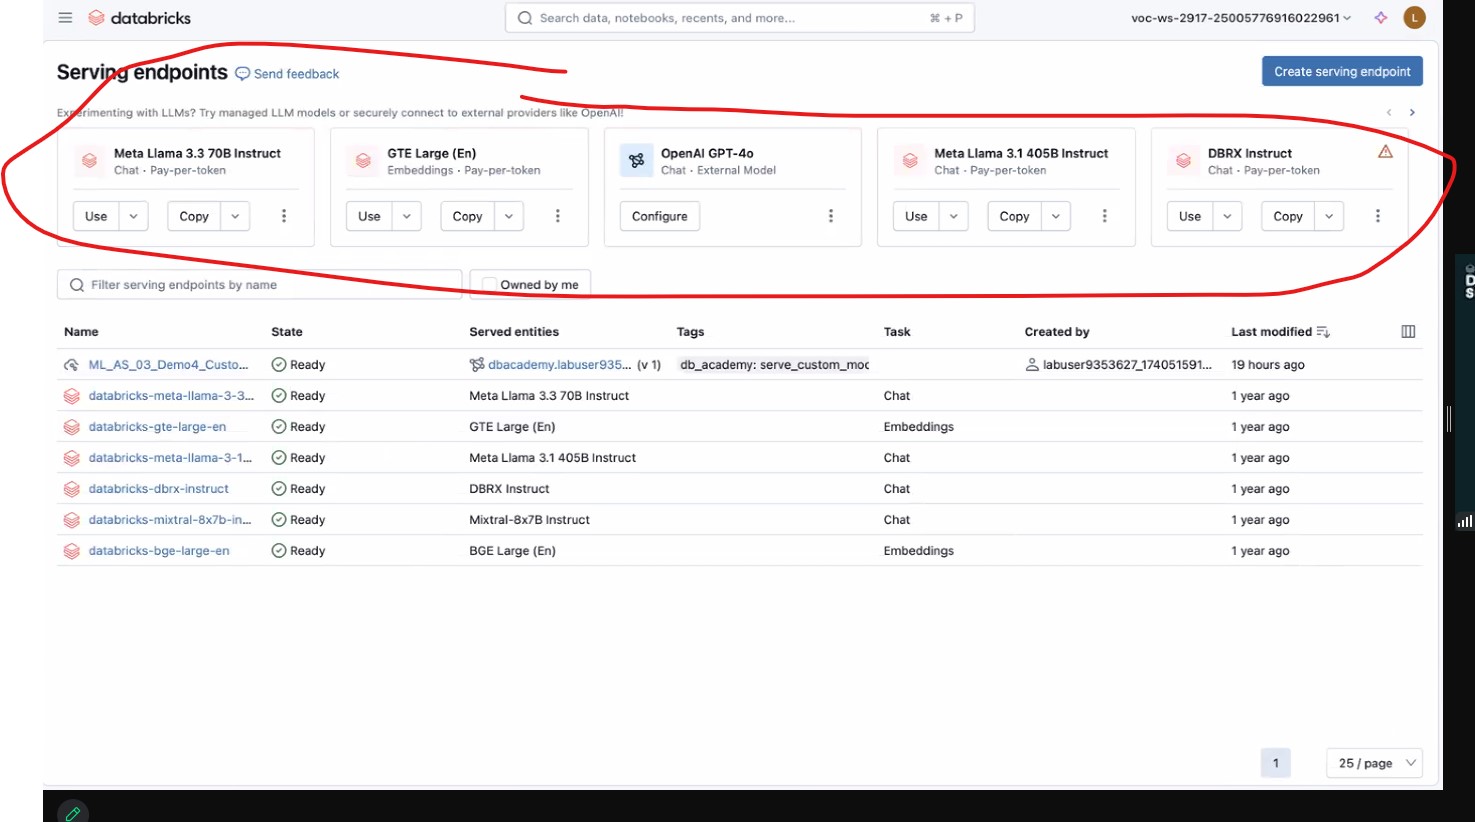 databricks
Search data, notebooks, recents, and more...
⌘ + P
voc-ws-2917-25005776916022961
L
Serving endpoints
Send feedback
Create serving endpoint
Experimenting with LLMs? Try managed LLM models or securely connect to external providers like OpenAI!
Meta Llama 3.3 70B Instruct
Chat · Pay-per-token
Use
Copy
GTE Large (En)
Embeddings · Pay-per-token
Use
Copy
OpenAI GPT-4o
Chat · External Model
Configure
Meta Llama 3.1 405B Instruct
Chat · Pay-per-token
Use
Copy
DBRX Instruct
Chat · Pay-per-token
Use
Copy
Filter serving endpoints by name
Owned by me
Name State Served entities Tags Task Created by Last modified
ML_AS_03_Demo4_Custo... Ready dbacademy.labuser935... (v 1) db_academy: serve_custom_moc labuser9353627_174051591... 19 hours ago
databricks-meta-llama-3-3... Ready Meta Llama 3.3 70B Instruct Chat 1 year ago
databricks-gte-large-en Ready GTE Large (En) Embeddings 1 year ago
databricks-meta-llama-3-1... Ready Meta Llama 3.1 405B Instruct Chat 1 year ago
databricks-dbrx-instruct Ready DBRX Instruct Chat 1 year ago
databricks-mixtral-8x7b-in... Ready Mixtral-8x7B Instruct Chat 1 year ago
databricks-bge-large-en Ready BGE Large (En) Embeddings 1 year ago
1
25 / page